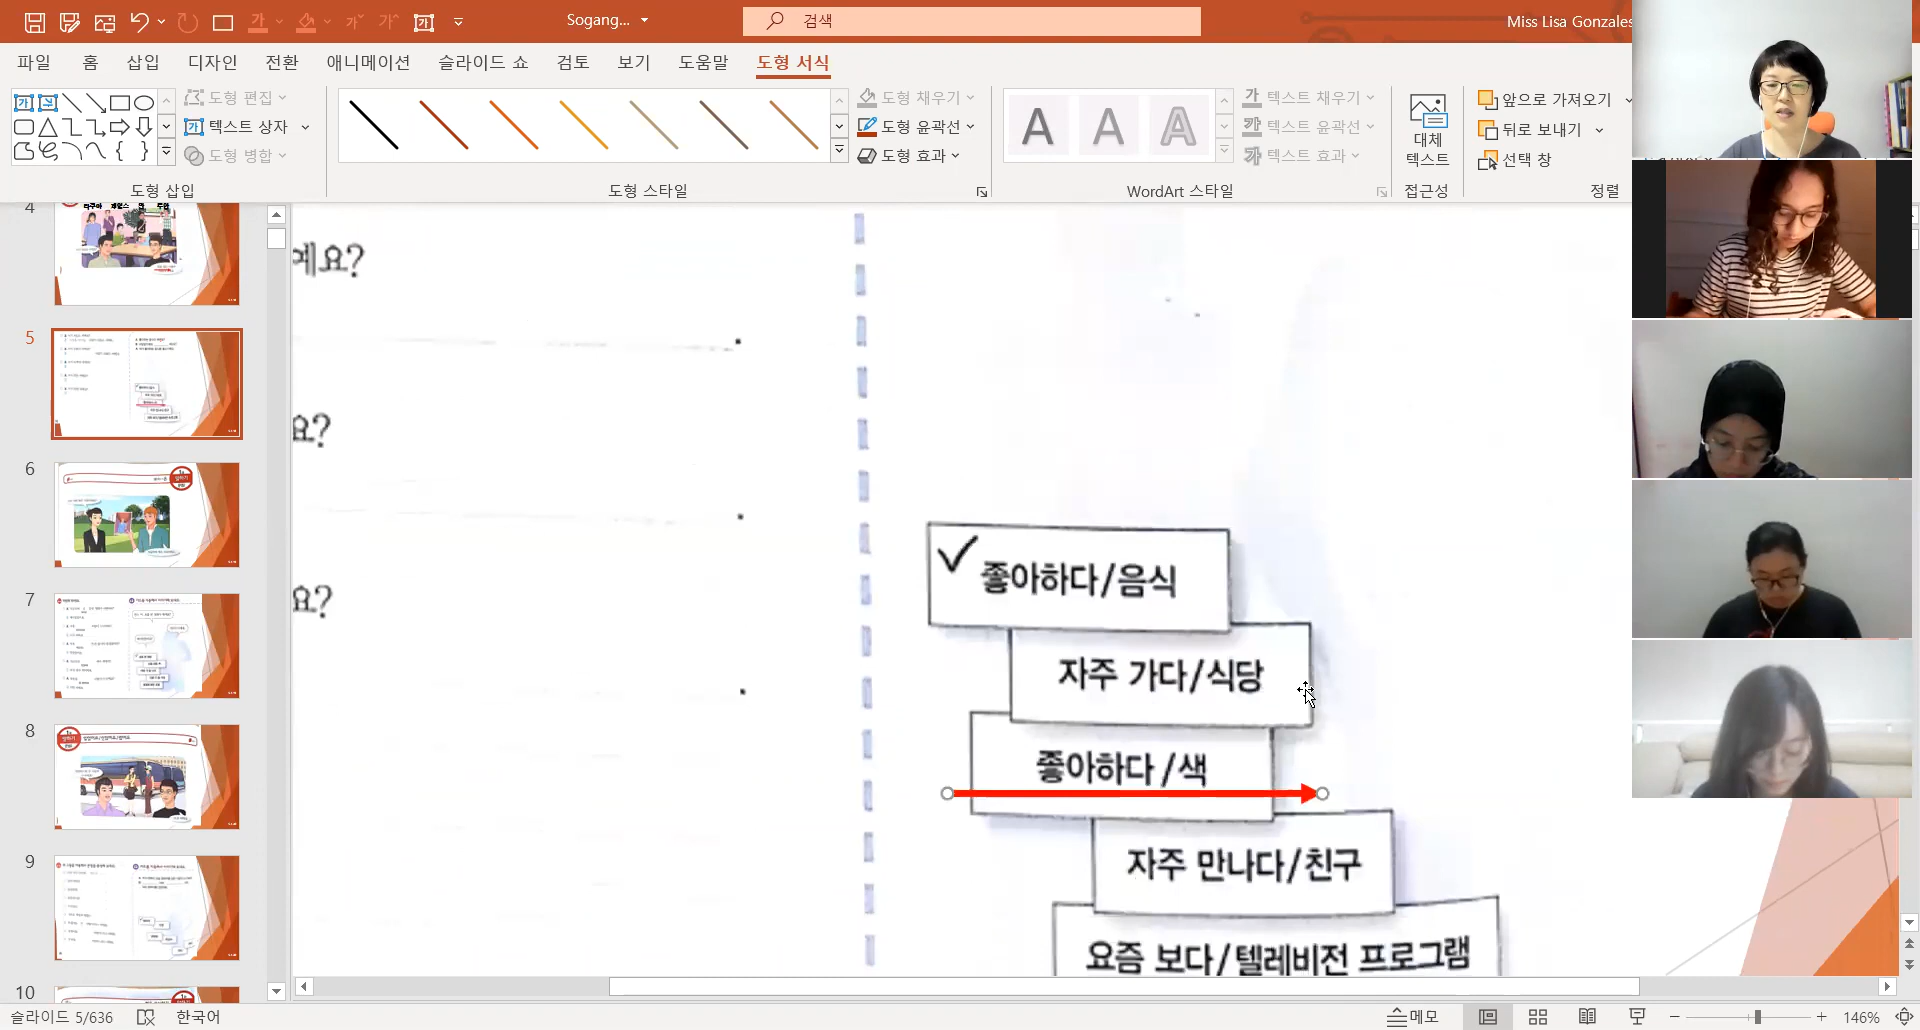 Sogang...
검색
Miss Lisa Gonzales
파일 홈 삽입 디자인 전환 애니메이션 슬라이드 쇼 검토 보기 도움말 도형 서식
도형 편집
텍스트 상자
도형 병합
도형 삽입
도형 채우기
도형 윤곽선
도형 효과
도형 스타일
A A A
텍스트 채우기
텍스트 윤곽선
텍스트 효과
WordArt 스타일
대체
텍스트
접근성
앞으로 가져오기
뒤로 보내기
선택 창
정렬
4
5
6
7
8
9
10
예요?
요?
요?
좋아하다/음식
자주 가다/식당
좋아하다/색
자주 만나다/친구
요즘 보다/텔레비전 프로그램
슬라이드 5/636
한국어
메모
146%